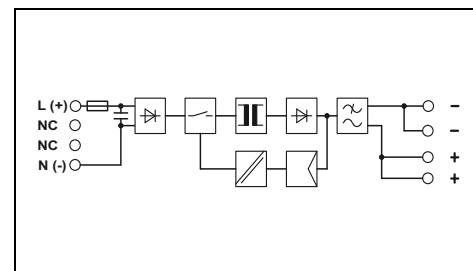 L (+)
NC
NC
N (-)
–
–
+
+